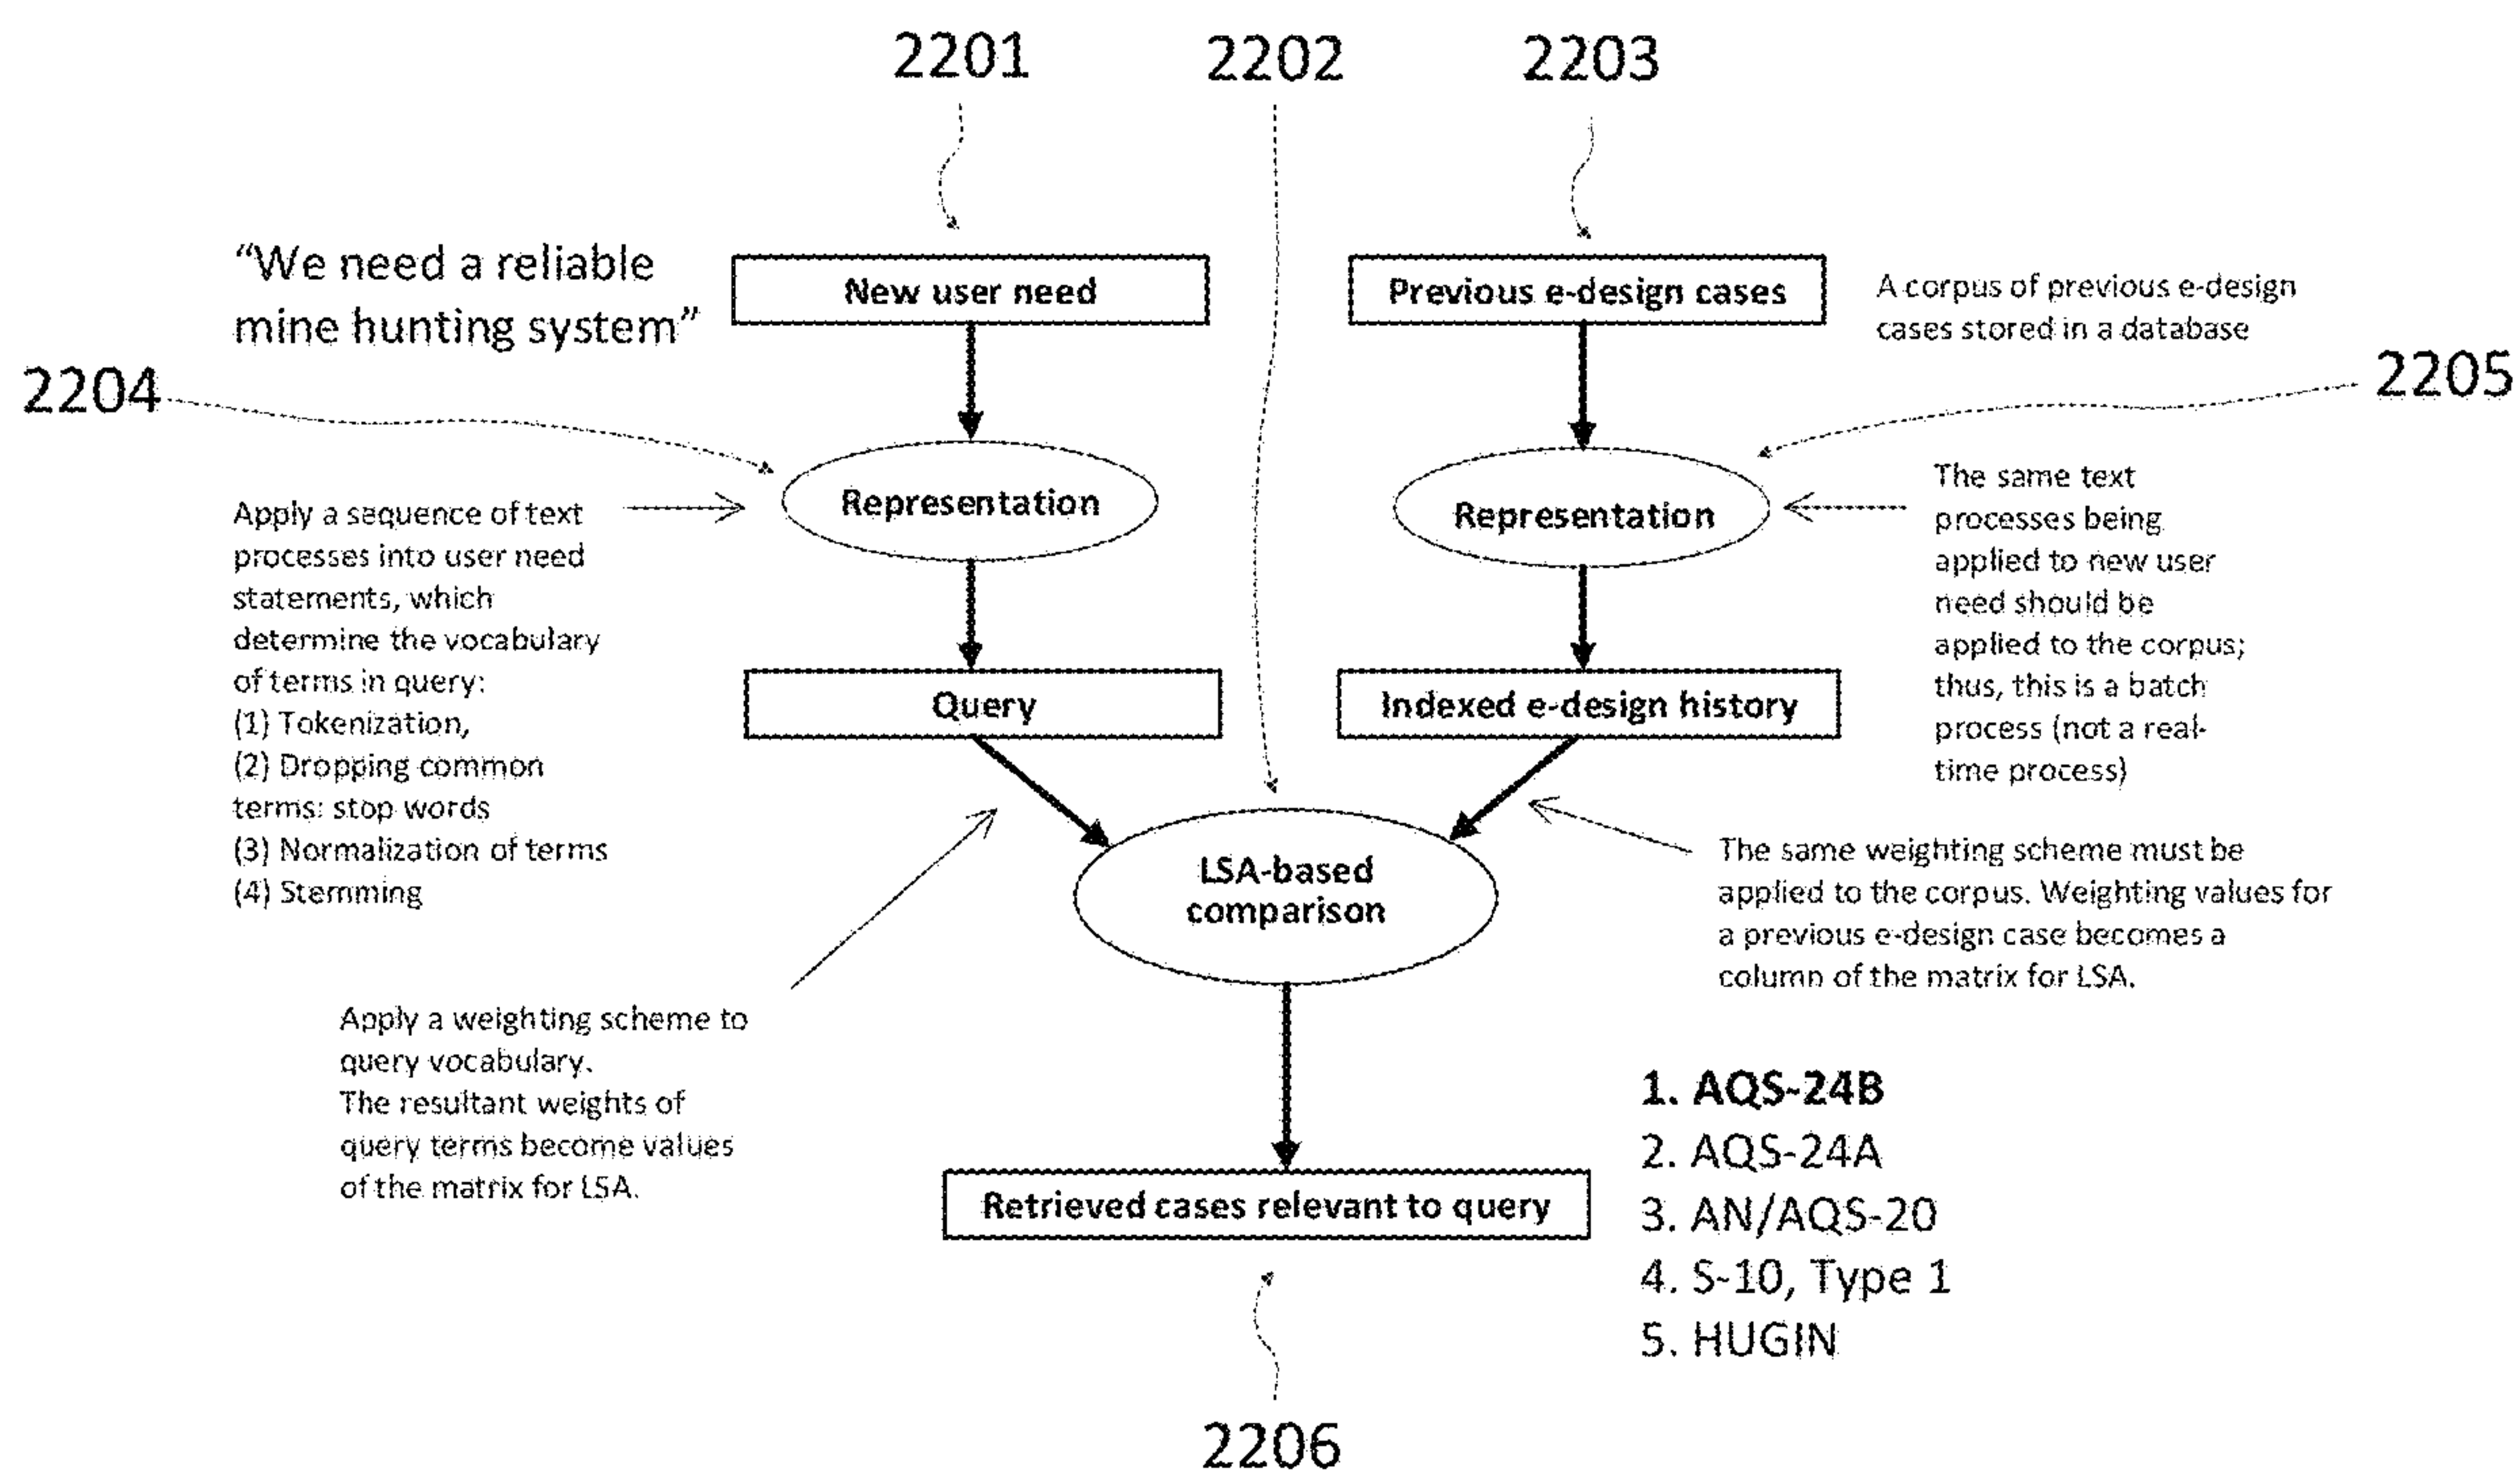 2201
2202
2203
“We need a reliable
mine hunting system”
New user need
Previous e-design cases
A corpus of previous e-design
cases stored in a database
2204
2205
Apply a sequence of text
processes into user need
statements, which
determine the vocabulary
of terms in query:
(1) Tokenization,
(2) Dropping common
terms: stop words
(3) Normalization of terms
(4) Stemming
Representation
Representation
The same text
processes being
applied to new user
need should be
applied to the corpus;
thus, this is a batch
process (not a real-
time process)
Query
Indexed e-design history
LSA-based
comparison
The same weighting scheme must be
applied to the corpus. Weighting values for
a previous e-design case becomes a
column of the matrix for LSA.
Apply a weighting scheme to
query vocabulary.
The resultant weights of
query terms become values
of the matrix for LSA.
Retrieved cases relevant to query
1. AQS-24B
2. AQS-24A
3. AN/AQS-20
4. S-10, Type 1
5. HUGIN
2206